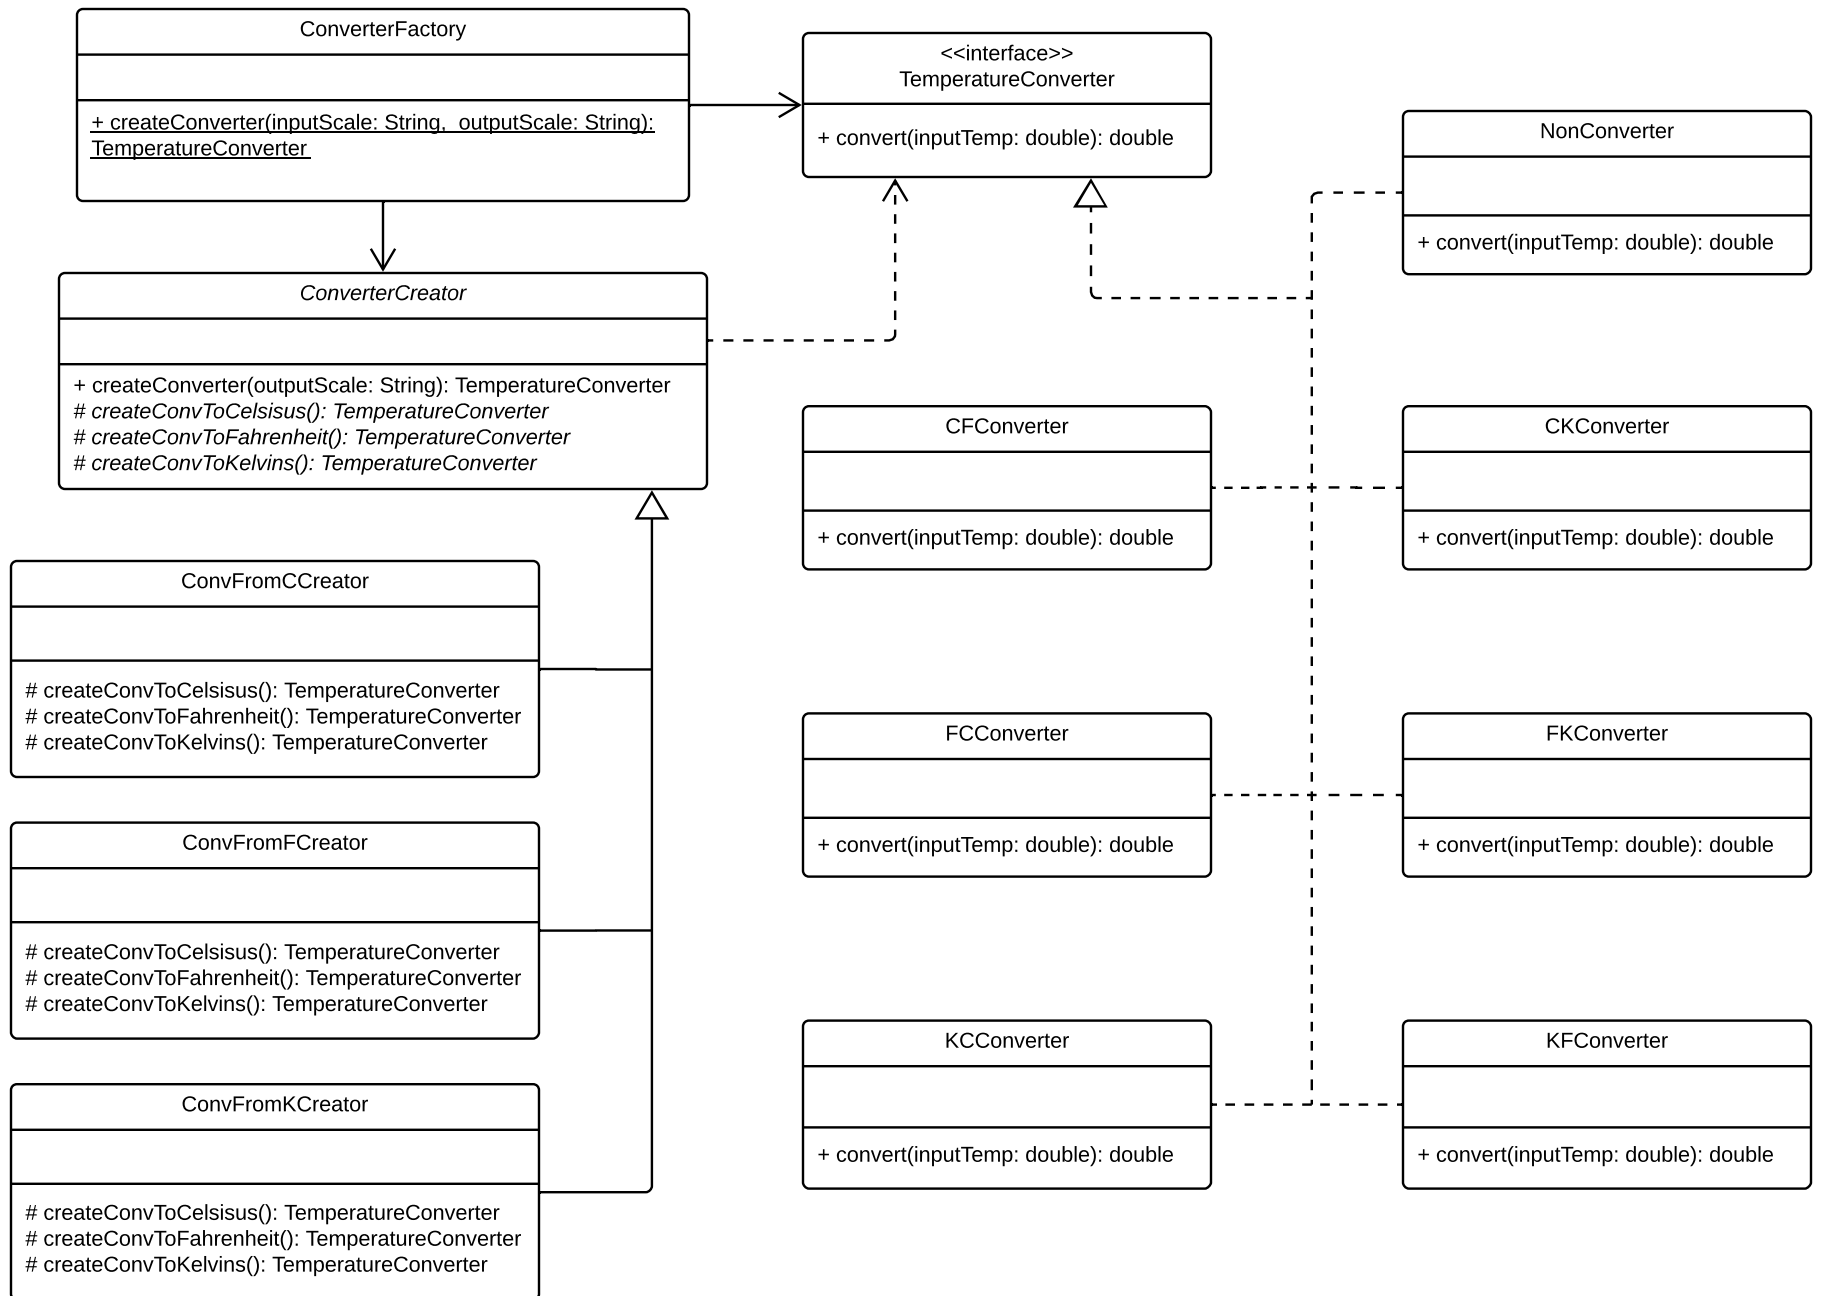 ConverterFactory
+ createConverter(inputScale: String,  outputScale: String):
TemperatureConverter
<<interface>>
TemperatureConverter
+ convert(inputTemp: double): double
NonConverter
+ convert(inputTemp: double): double
ConverterCreator
+ createConverter(outputScale: String): TemperatureConverter
# createConvToCelsisus(): TemperatureConverter
# createConvToFahrenheit(): TemperatureConverter
# createConvToKelvins(): TemperatureConverter
CFConverter
+ convert(inputTemp: double): double
CKConverter
+ convert(inputTemp: double): double
ConvFromCCreator
# createConvToCelsisus(): TemperatureConverter
# createConvToFahrenheit(): TemperatureConverter
# createConvToKelvins(): TemperatureConverter
FCConverter
+ convert(inputTemp: double): double
FKConverter
+ convert(inputTemp: double): double
ConvFromFCreator
# createConvToCelsisus(): TemperatureConverter
# createConvToFahrenheit(): TemperatureConverter
# createConvToKelvins(): TemperatureConverter
KCConverter
+ convert(inputTemp: double): double
KFConverter
+ convert(inputTemp: double): double
ConvFromKCreator
# createConvToCelsisus(): TemperatureConverter
# createConvToFahrenheit(): TemperatureConverter
# createConvToKelvins(): TemperatureConverter